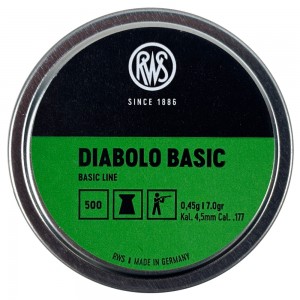 RWS
SINCE 1886
DIABOLO BASIC
BASIC LINE
500
0,45g | 7.0gr
Kal. 4,5mm Cal. .177
RWS | MADE IN GERMANY